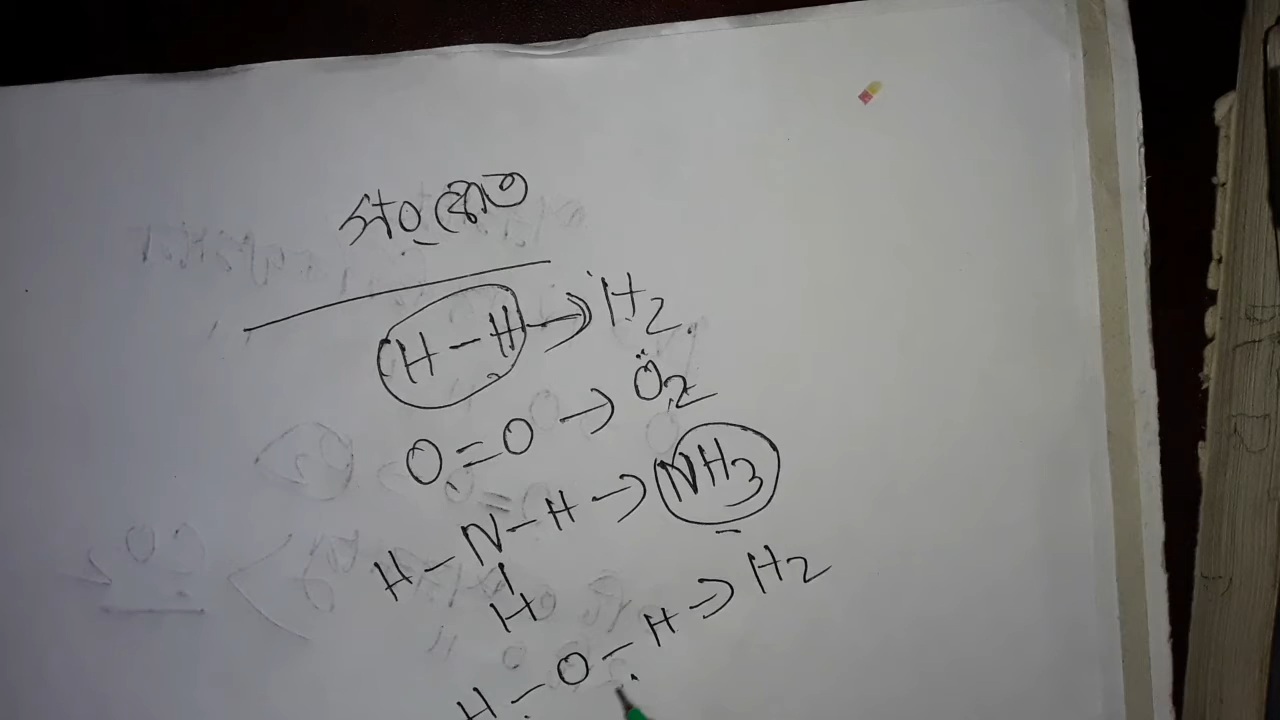 সংকেত
H-H → H2
O=O → O2
H-N-H → NH3
H
H-O-H → H2